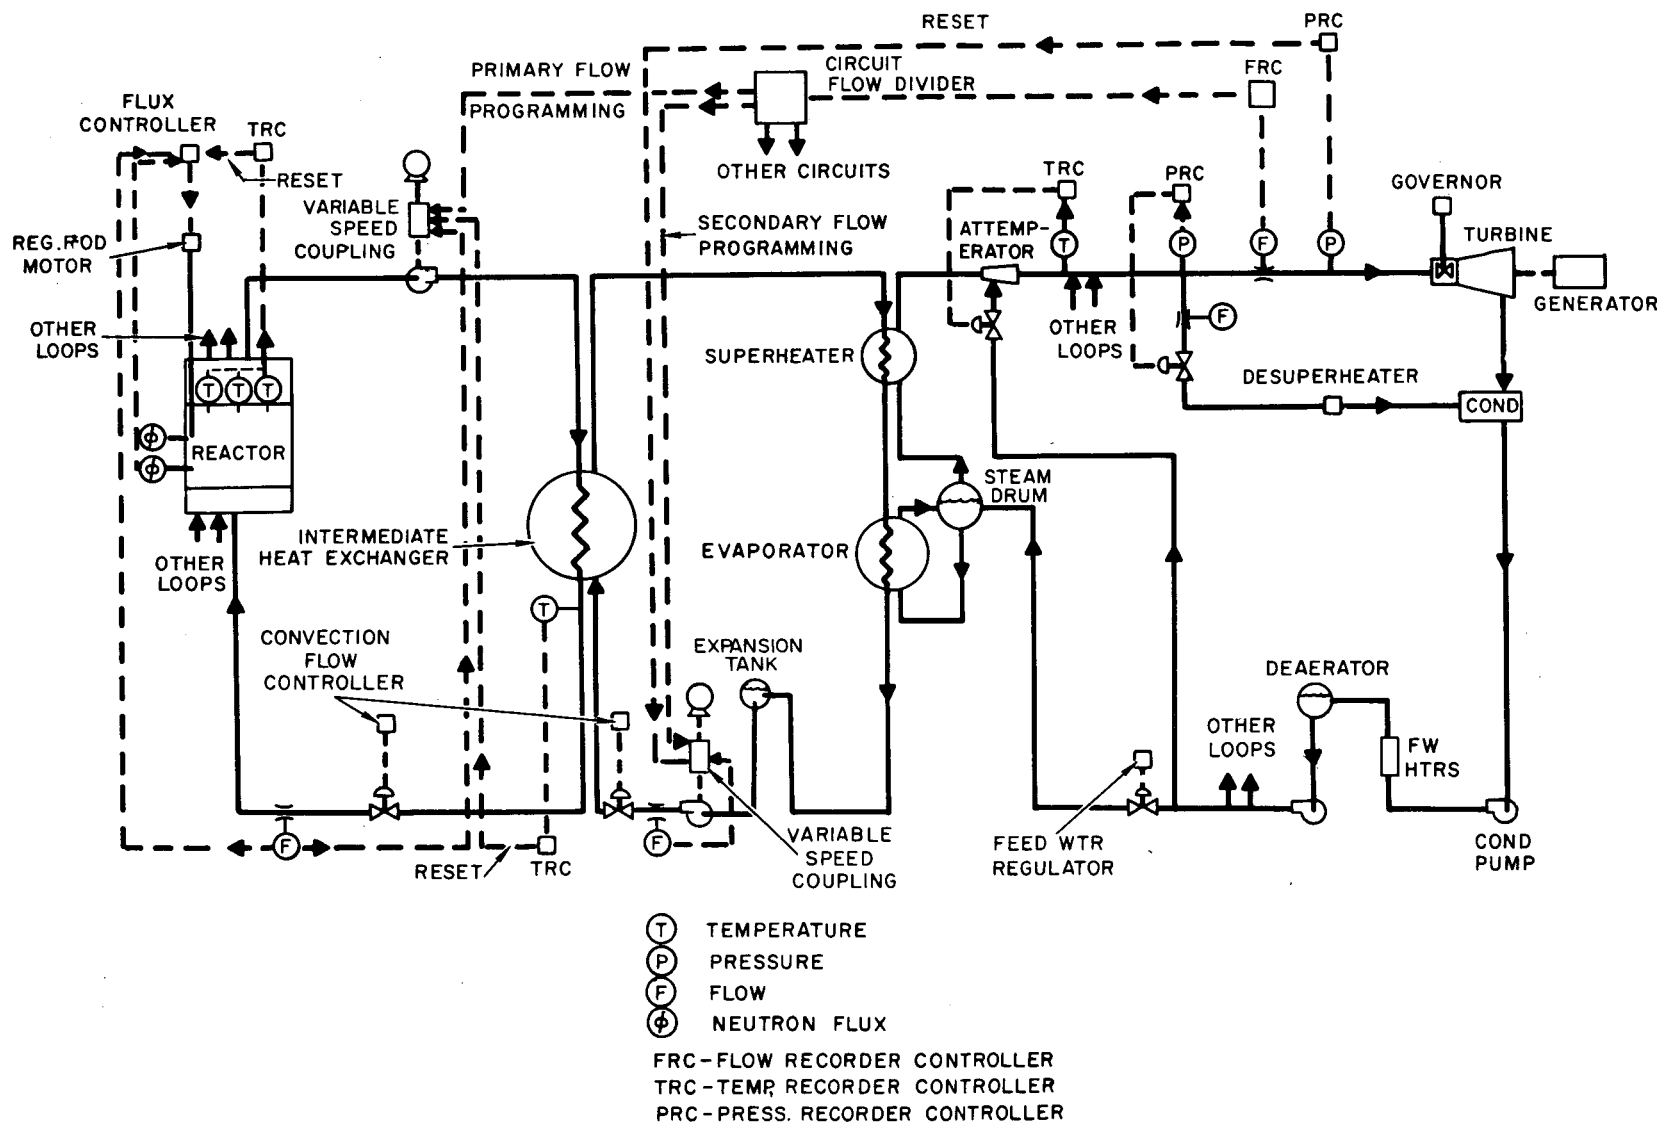 RESET
PRC
PRIMARY FLOW
PROGRAMMING
CIRCUIT
FLOW DIVIDER
FRC
FLUX
CONTROLLER
TRC
RESET
OTHER CIRCUITS
TRC
PRC
GOVERNOR
VARIABLE
SPEED
COUPLING
SECONDARY FLOW
PROGRAMMING
ATTEMP-
ERATOR
T
P
F
P
TURBINE
REG. ROD
MOTOR
GENERATOR
OTHER
LOOPS
F
OTHER
LOOPS
SUPERHEATER
DESUPERHEATER
T
T
T
COND
ϕ
ϕ
REACTOR
STEAM
DRUM
INTERMEDIATE
HEAT EXCHANGER
EVAPORATOR
OTHER
LOOPS
T
CONVECTION
FLOW
CONTROLLER
EXPANSION
TANK
DEAERATOR
OTHER
LOOPS
FW
HTRS
F
F
RESET
TRC
VARIABLE
SPEED
COUPLING
FEED WTR
REGULATOR
COND
PUMP
T TEMPERATURE
P PRESSURE
F FLOW
ϕ NEUTRON FLUX
FRC-FLOW RECORDER CONTROLLER
TRC-TEMP, RECORDER CONTROLLER
PRC-PRESS. RECORDER CONTROLLER